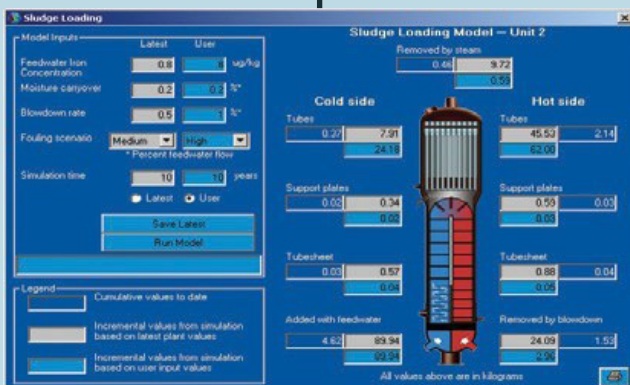 Sludge Loading
Model Inputs
Latest User
Feedwater Iron Concentration 0.8 8 ug/kg
Moisture carryover 0.2 0.2 %*
Blowdown rate 0.5 1 %*
Fouling scenario Medium High
* Percent feedwater flow
Simulation time 10 10 years
Latest User
Save Latest
Run Model
Legend
Cumulative values to date
Incremental values from simulation
based on latest plant values
Incremental values from simulation
based on user input values
Sludge Loading Model – Unit 2
Removed by steam
0.46 9.72
0.59
Cold side Hot side
Tubes Tubes
0.37 7.91 45.53 2.14
24.18 62.00
Support plates Support plates
0.02 0.34 0.59 0.03
0.02 0.03
Tubesheet Tubesheet
0.03 0.57 0.88 0.04
0.04 0.05
Added with feedwater Removed by blowdown
4.62 89.94 24.09 1.53
89.94 2.96
All values above are in kilograms